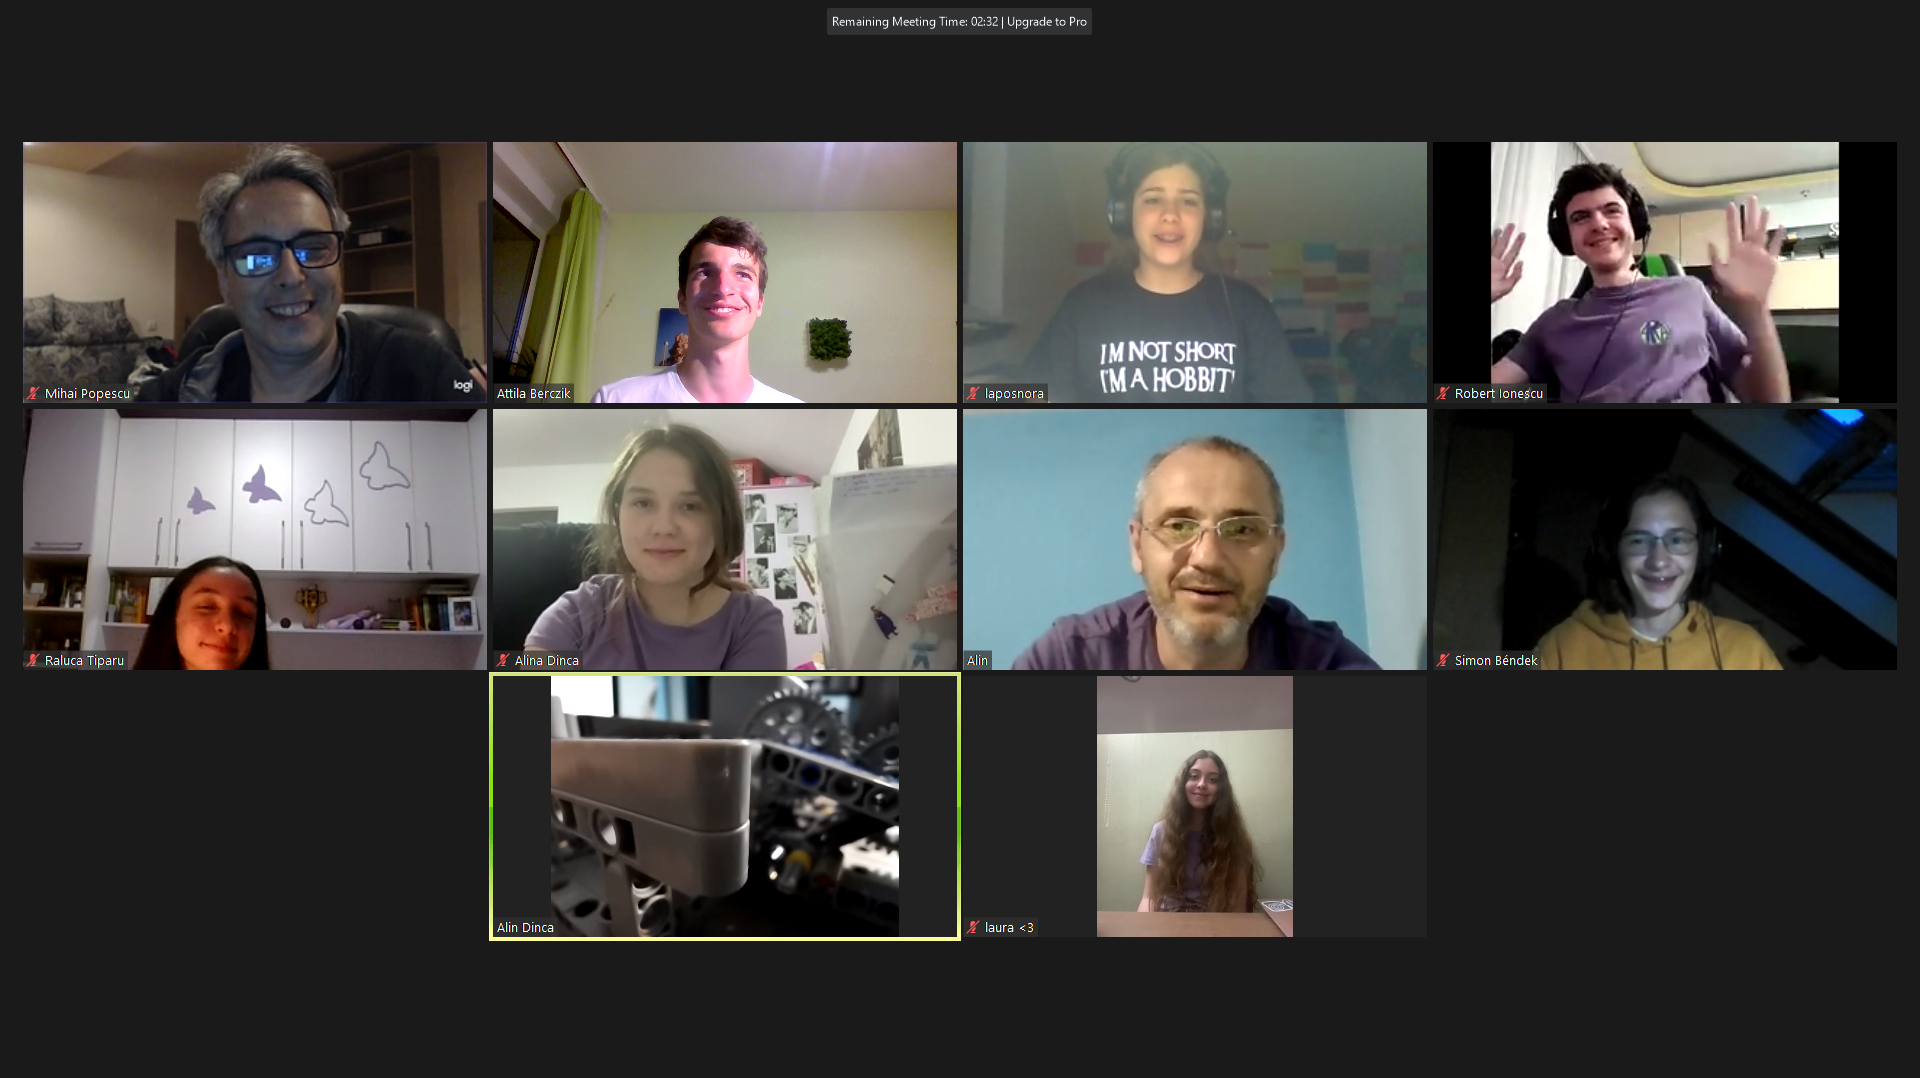 Remaining Meeting Time: 02:32 | Upgrade to Pro
logi
Mihai Popescu
Attila Berczik
I'M NOT SHORT
I'M A HOBBIT
laposnora
Robert Ionescu
Raluca Tiparu
Alina Dinca
Alin
Simon Béndek
Alin Dinca
laura <3